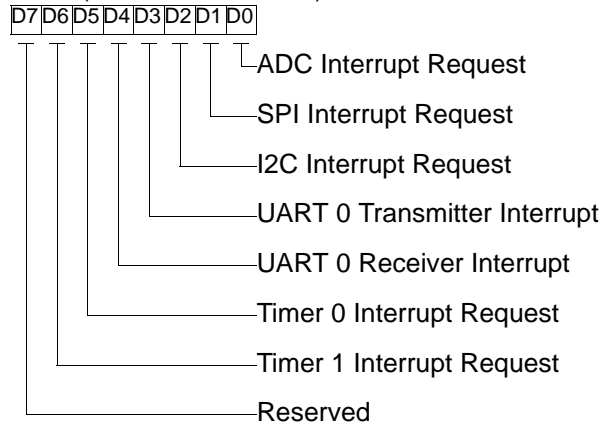 D7 D6 D5 D4 D3 D2 D1 D0
ADC Interrupt Request
SPI Interrupt Request
I2C Interrupt Request
UART 0 Transmitter Interrupt
UART 0 Receiver Interrupt
Timer 0 Interrupt Request
Timer 1 Interrupt Request
Reserved